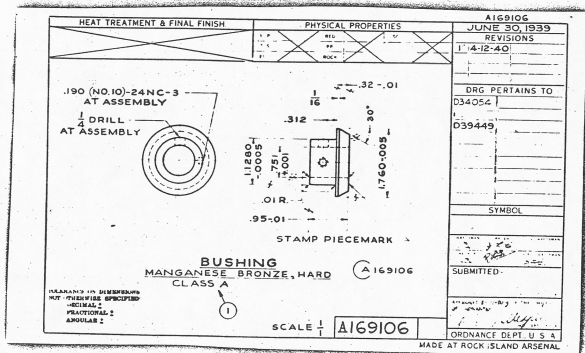 A169106
HEAT TREATMENT & FINAL FINISH
PHYSICAL PROPERTIES
JUNE 30, 1939
REVISIONS
1 4-12-40
DRG PERTAINS TO
D34054
D39449
.190 (NO.10)-24NC-3
AT ASSEMBLY
1/4 DRILL
AT ASSEMBLY
.32-.01
1/16
.312
30°
1.1280
-.0005
.751
+.001
1.760-.005
.01 R.
.95-.01
STAMP PIECEMARK
SYMBOL
BUSHING
MANGANESE BRONZE, HARD
CLASS A
A169106
1
SUBMITTED
TOLERANCE ON DIMENSIONS
NOT OTHERWISE SPECIFIED
DECIMAL ±
FRACTIONAL ±
ANGULAR ±
SCALE 1/1
A169106
ORDNANCE DEPT. U S A
MADE AT ROCK ISLAND ARSENAL